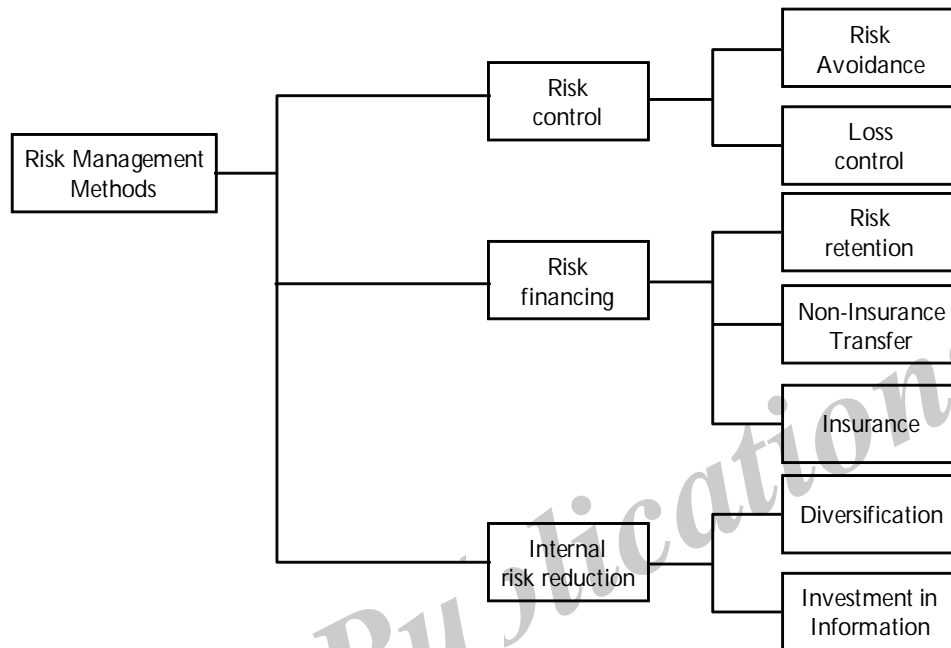 Risk Management
Methods
Risk
control
Risk
Avoidance
Loss
control
Risk
financing
Risk
retention
Non-Insurance
Transfer
Insurance
Internal
risk reduction
Diversification
Investment in
Information